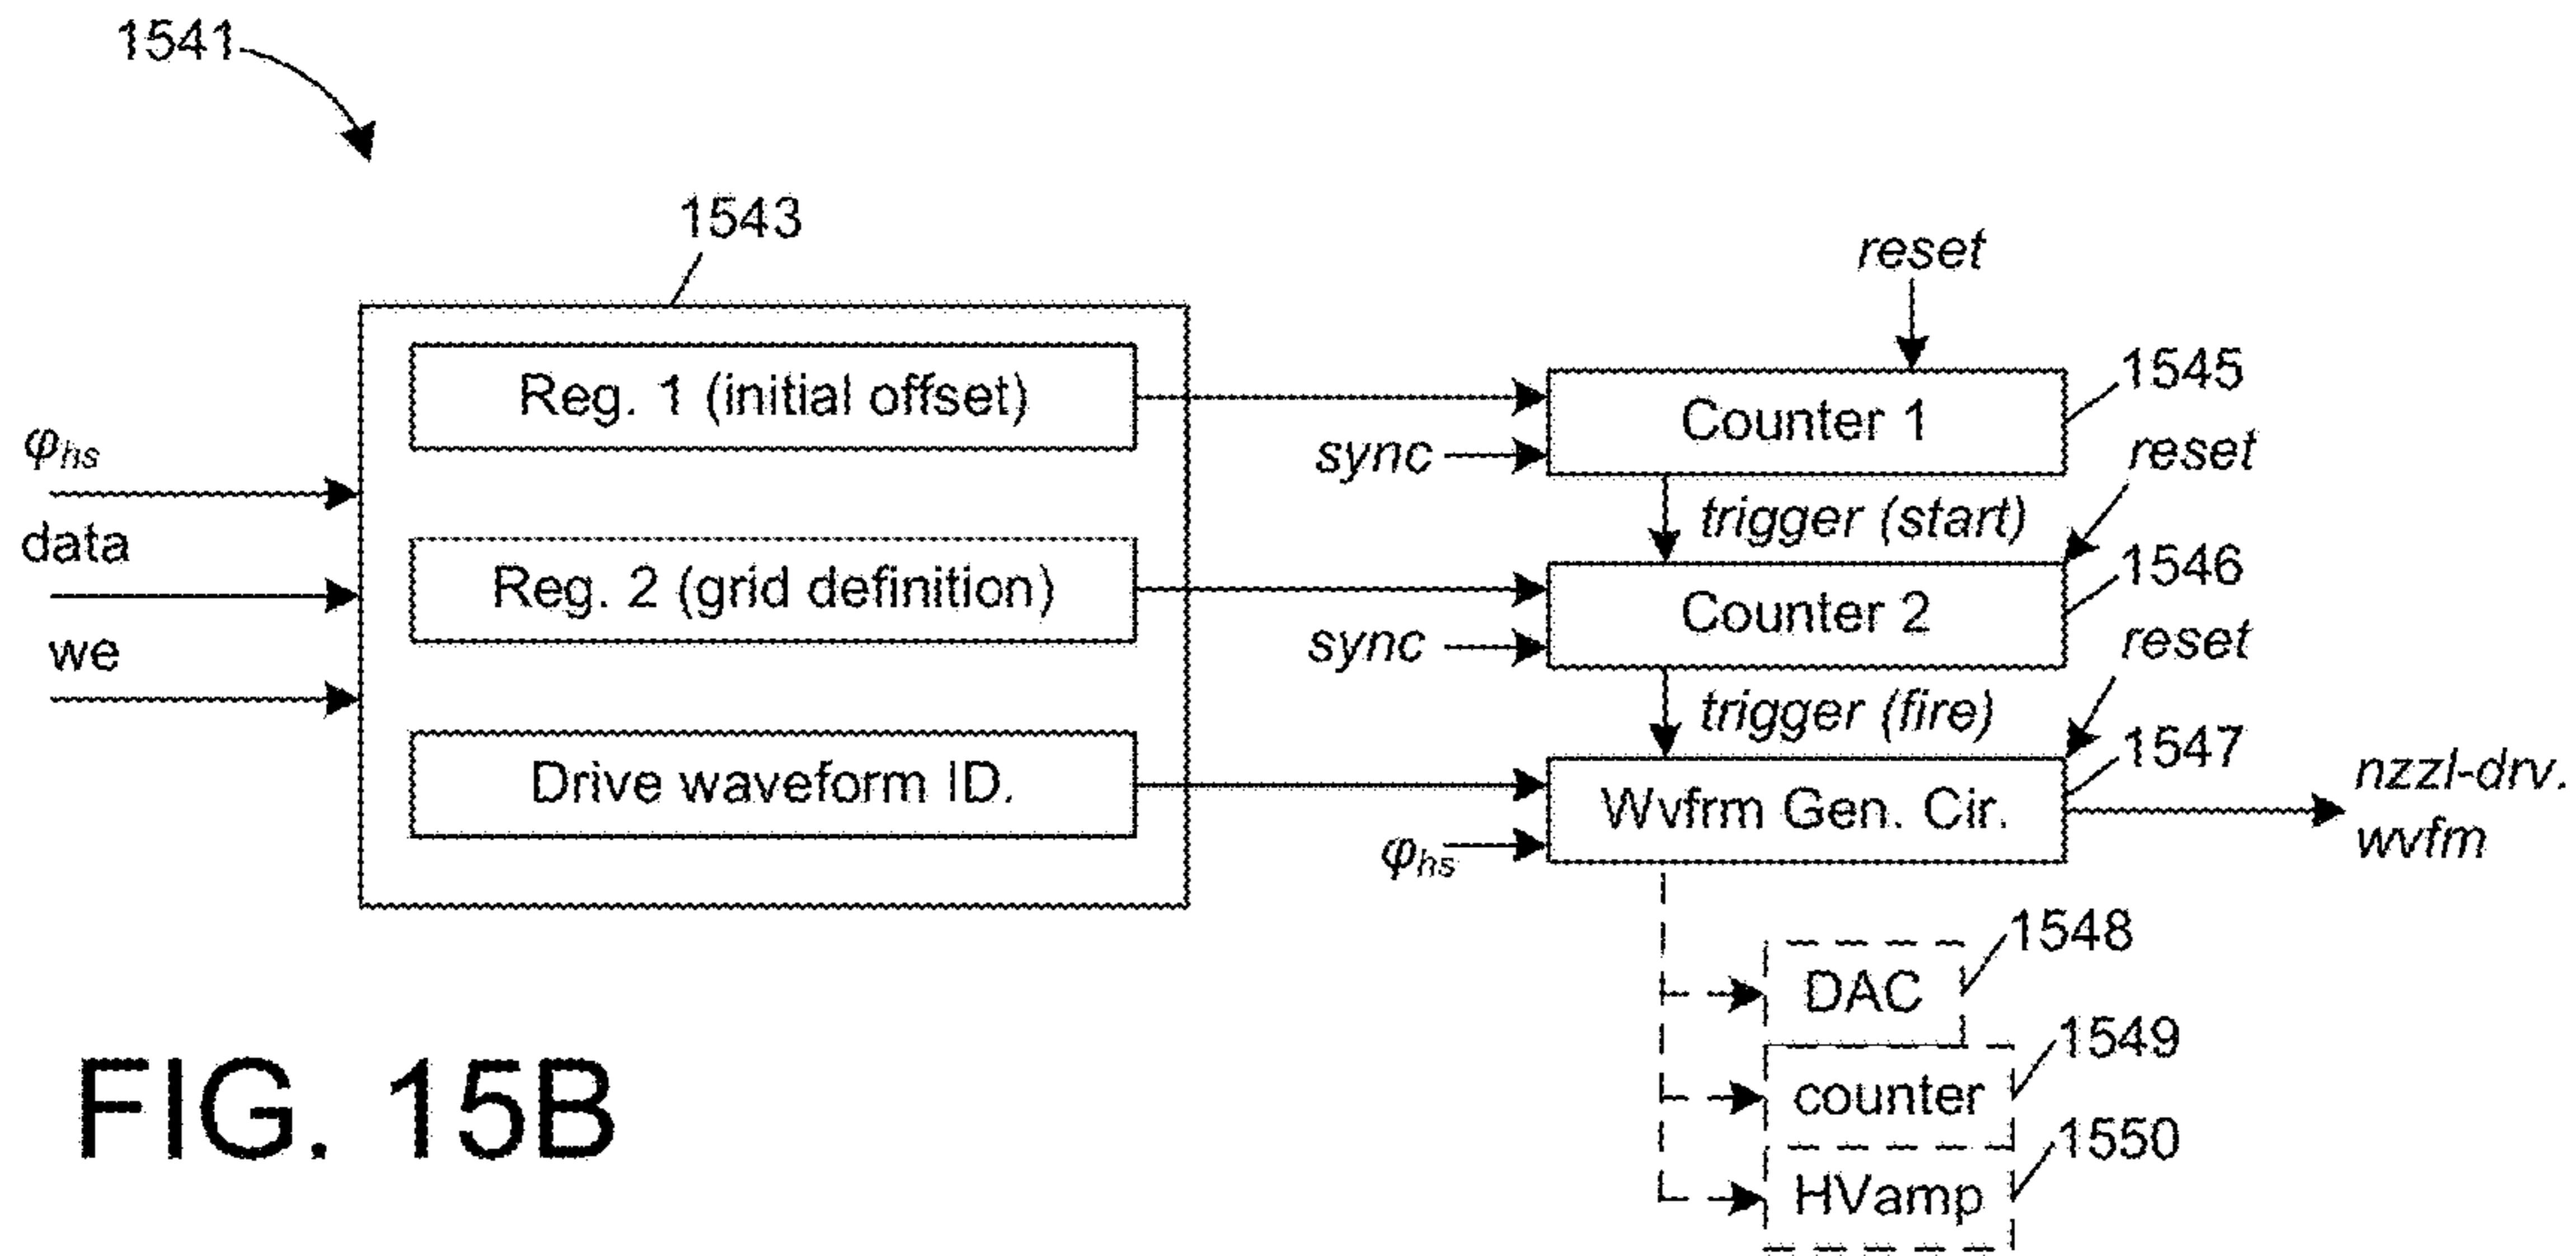 1541
1543
reset
Reg. 1 (initial offset)
Counter 1
1545
sync
reset
φhs
trigger (start)
data
Reg. 2 (grid definition)
Counter 2
1546
sync
reset
we
trigger (fire)
Drive waveform ID.
Wvfrm Gen. Cir.
1547
nzzl-drv.
wvfm
φhs
1548
DAC
1549
counter
1550
HVamp
FIG. 15B